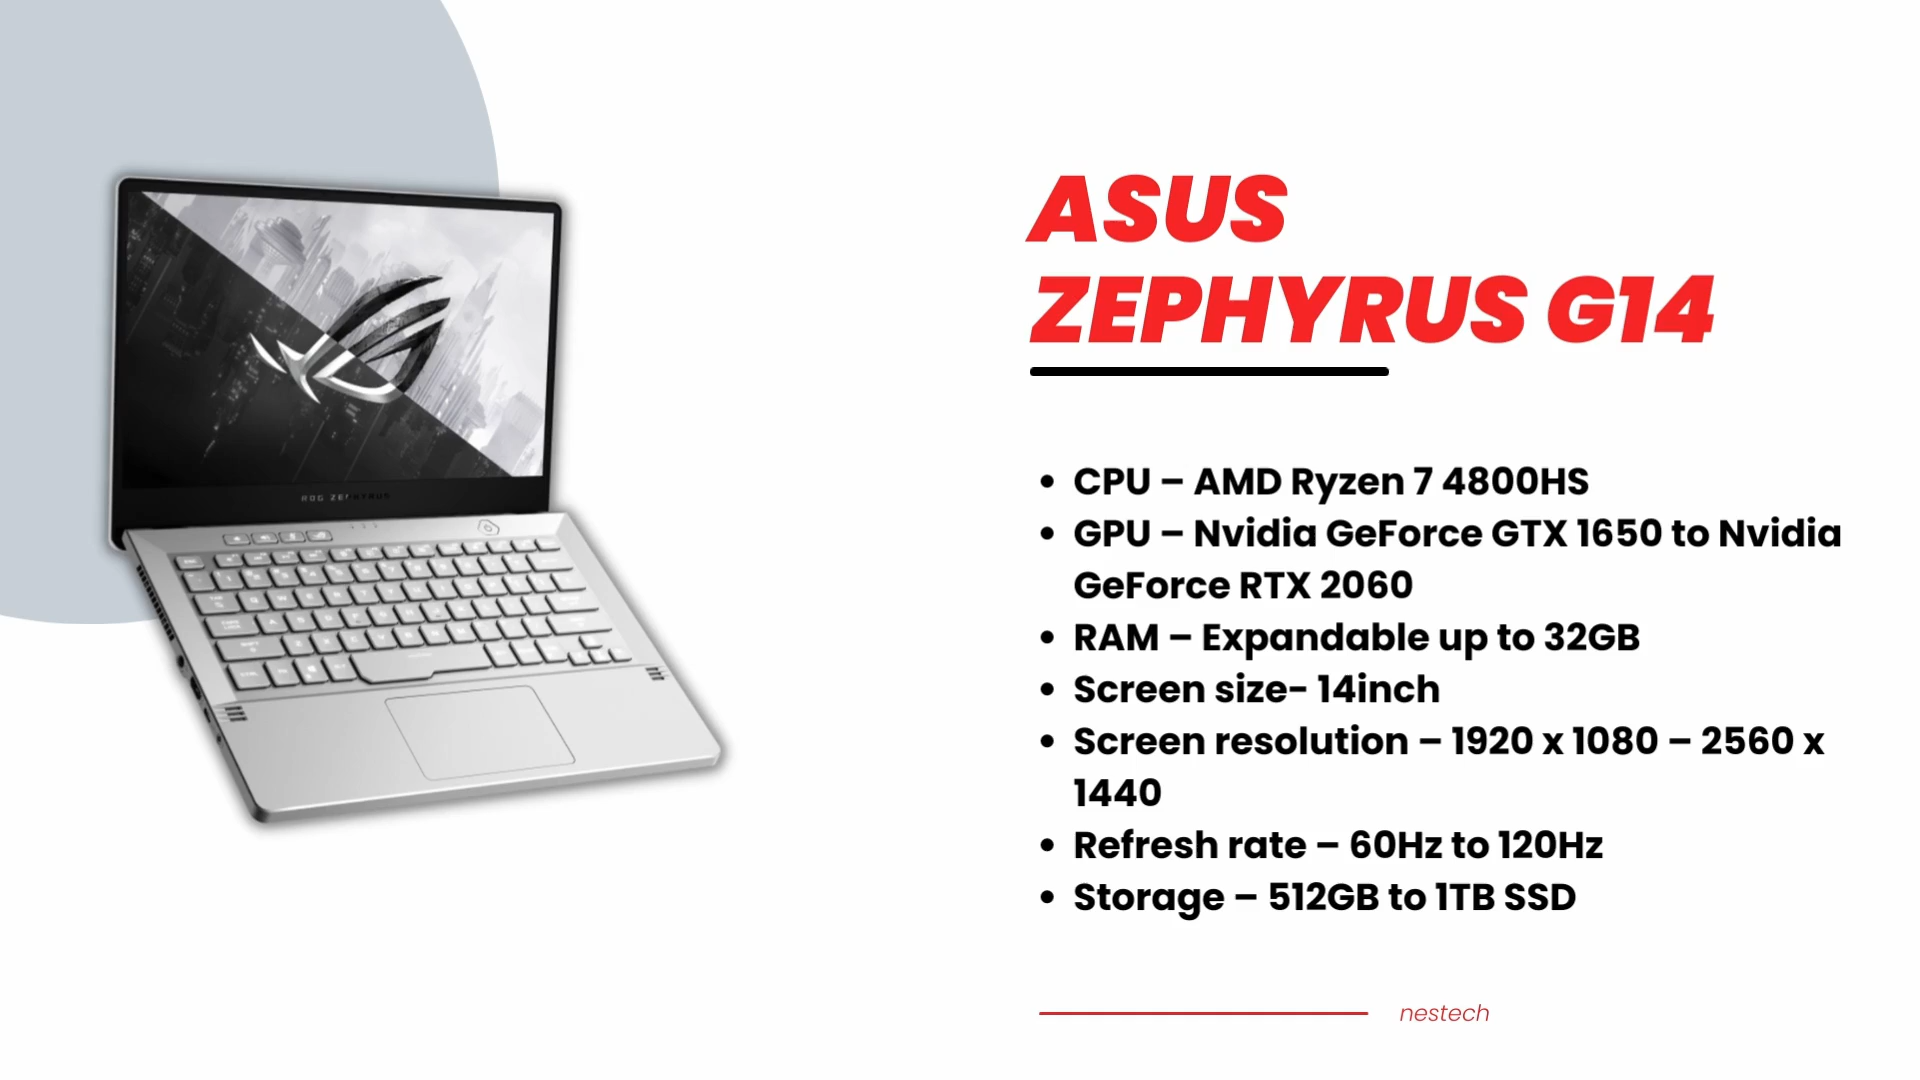 ASUS
ZEPHYRUS G14
• CPU – AMD Ryzen 7 4800HS
• GPU – Nvidia GeForce GTX 1650 to Nvidia
GeForce RTX 2060
• RAM – Expandable up to 32GB
• Screen size- 14inch
• Screen resolution – 1920 x 1080 – 2560 x
1440
• Refresh rate – 60Hz to 120Hz
• Storage – 512GB to 1TB SSD
nestech
ROG ZEPHYRUS